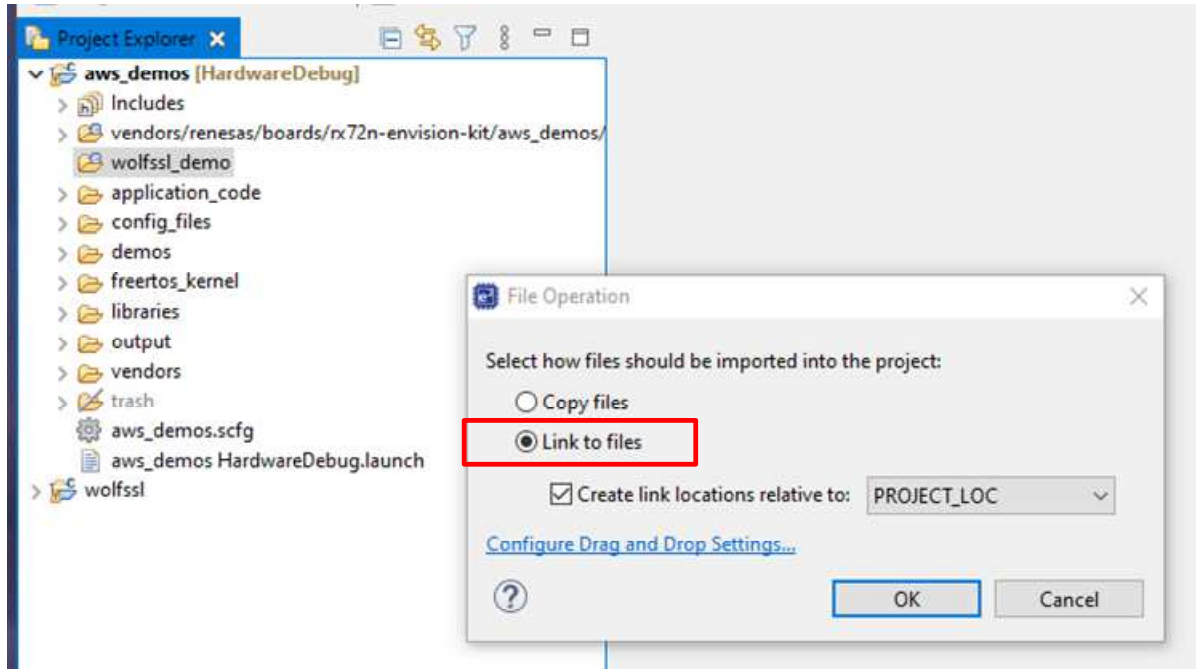 Project Explorer
aws_demos [HardwareDebug]
Includes
vendors/renesas/boards/rx72n-envision-kit/aws_demos/
wolfssl_demo
application_code
config_files
demos
freertos_kernel
libraries
output
vendors
trash
aws_demos.scfg
aws_demos HardwareDebug.launch
wolfssl
File Operation
Select how files should be imported into the project:
Copy files
Link to files
Create link locations relative to: PROJECT_LOC
Configure Drag and Drop Settings...
OK Cancel